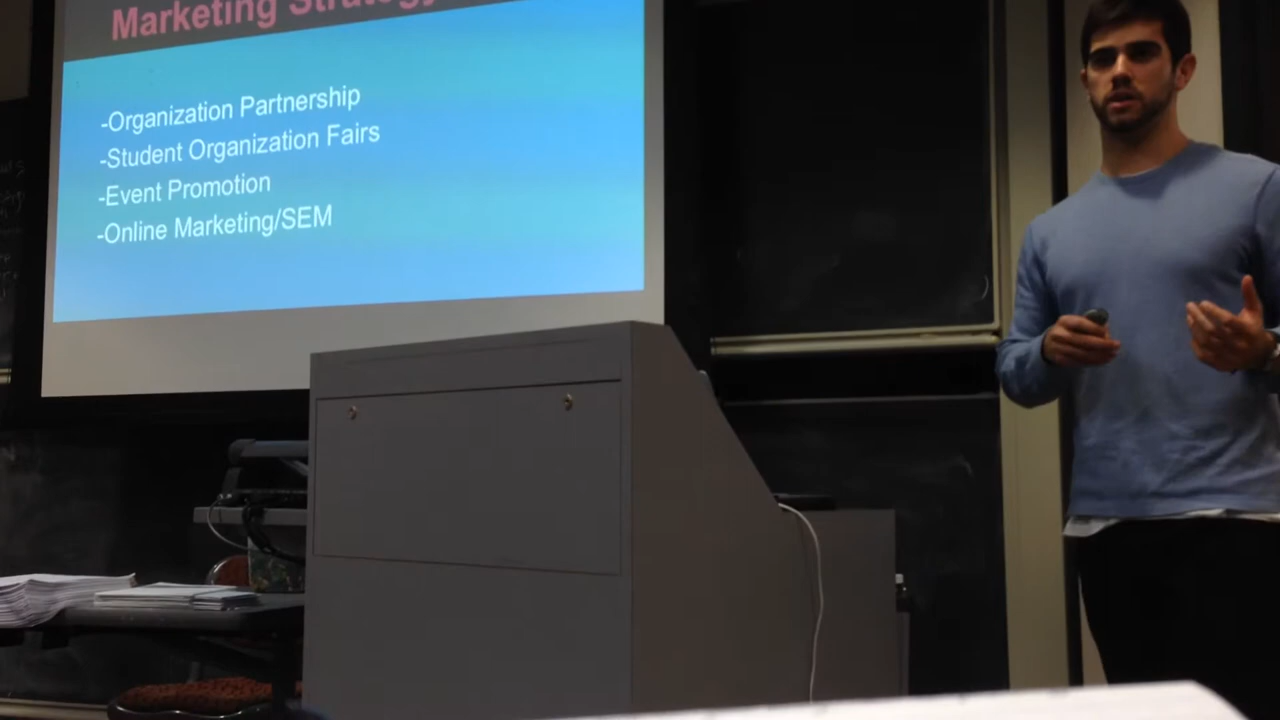 Marketing Strategy
-Organization Partnership
-Student Organization Fairs
-Event Promotion
-Online Marketing/SEM